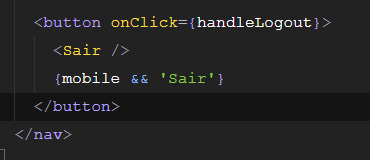 <button onClick={handleLogout}>
<Sair />
{mobile && 'Sair'}
</button>
</nav>